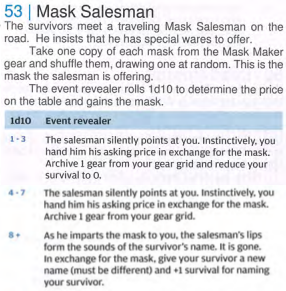 53 | Mask Salesman
The survivors meet a traveling Mask Salesman on the
road. He insists that he has special wares to offer.
Take one copy of each mask from the Mask Maker
gear and shuffle them, drawing one at random. This is the
mask the salesman is offering.
The event revealer rolls 1d10 to determine the price
on the table and gains the mask.
1d10 Event revealer
1 - 3 The salesman silently points at you. Instinctively, you
hand him his asking price in exchange for the mask.
Archive 1 gear from your gear grid and reduce your
survival to 0.
4 - 7 The salesman silently points at you. Instinctively, you
hand him his asking price in exchange for the mask.
Archive 1 gear from your gear grid.
8+ As he imparts the mask to you, the salesman's lips
form the sounds of the survivor's name. It is gone.
In exchange for the mask, give your survivor a new
name (must be different) and +1 survival for naming
your survivor.